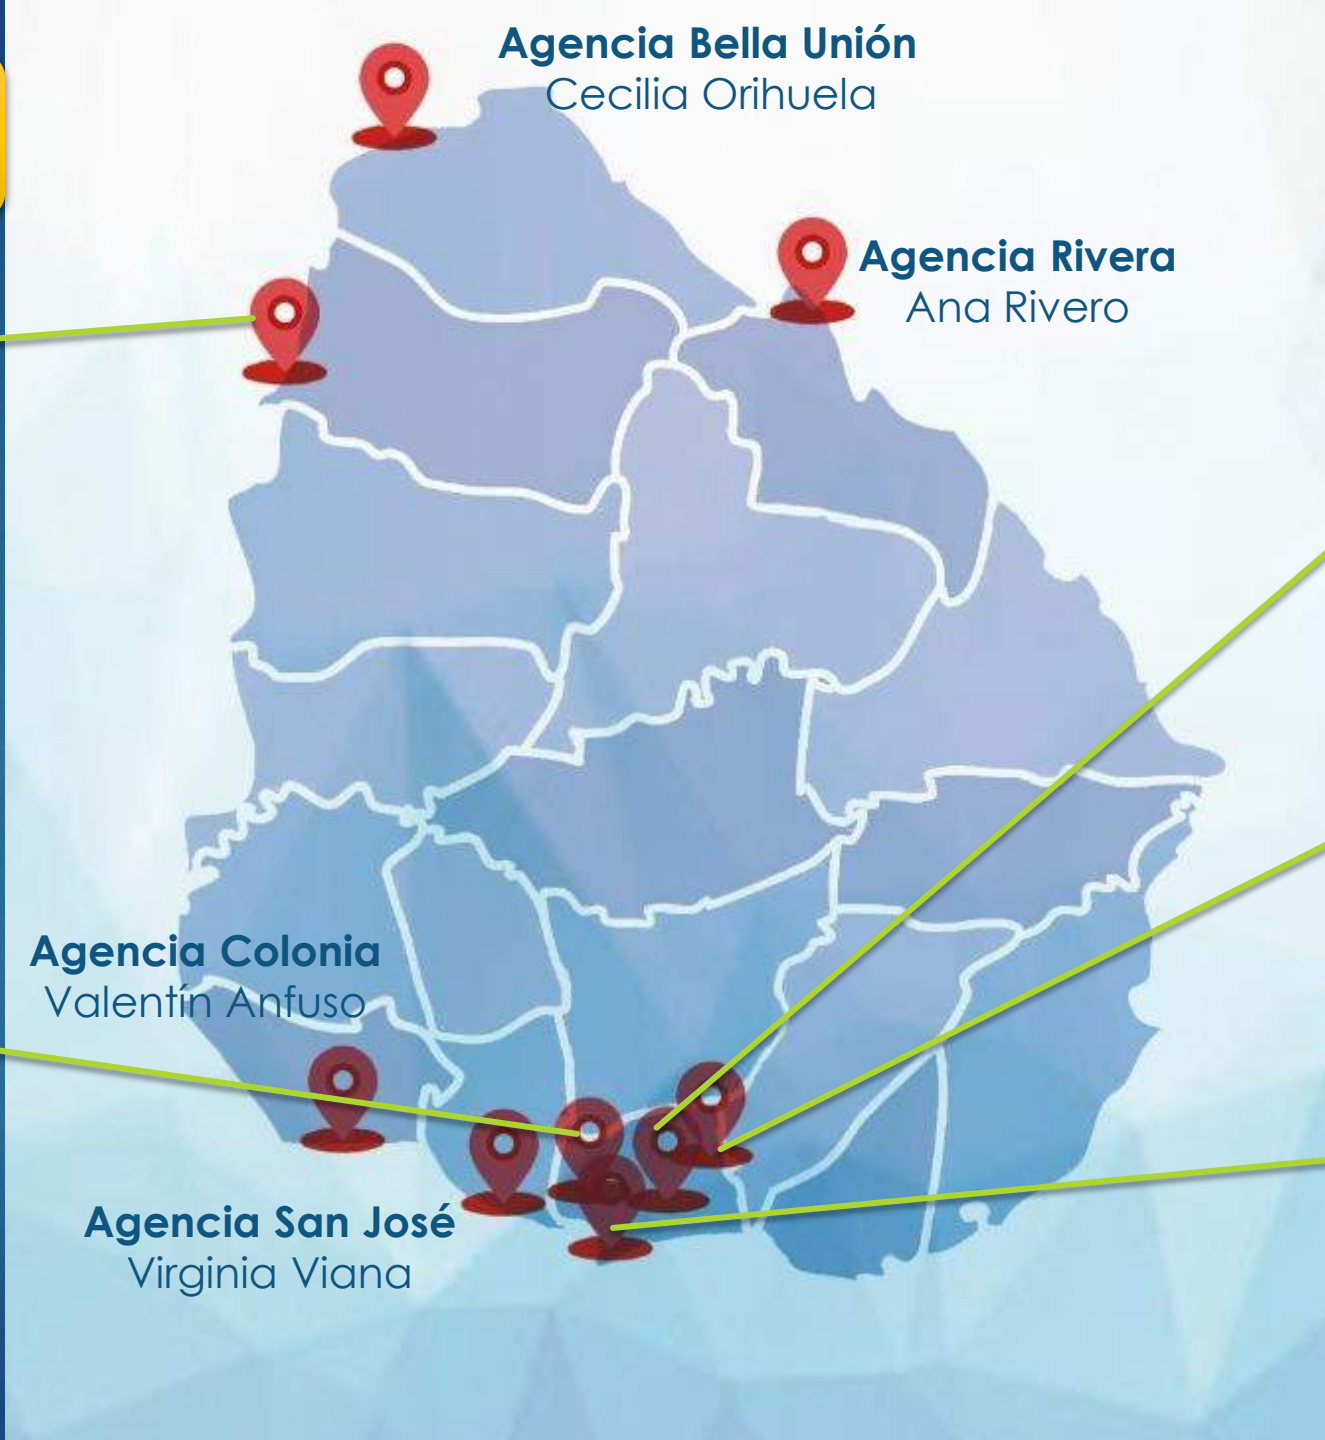 Agencia Bella Unión
Cecilia Orihuela
Agencia Rivera
Ana Rivero
Agencia Colonia
Valentín Anfuso
Agencia San José
Virginia Viana